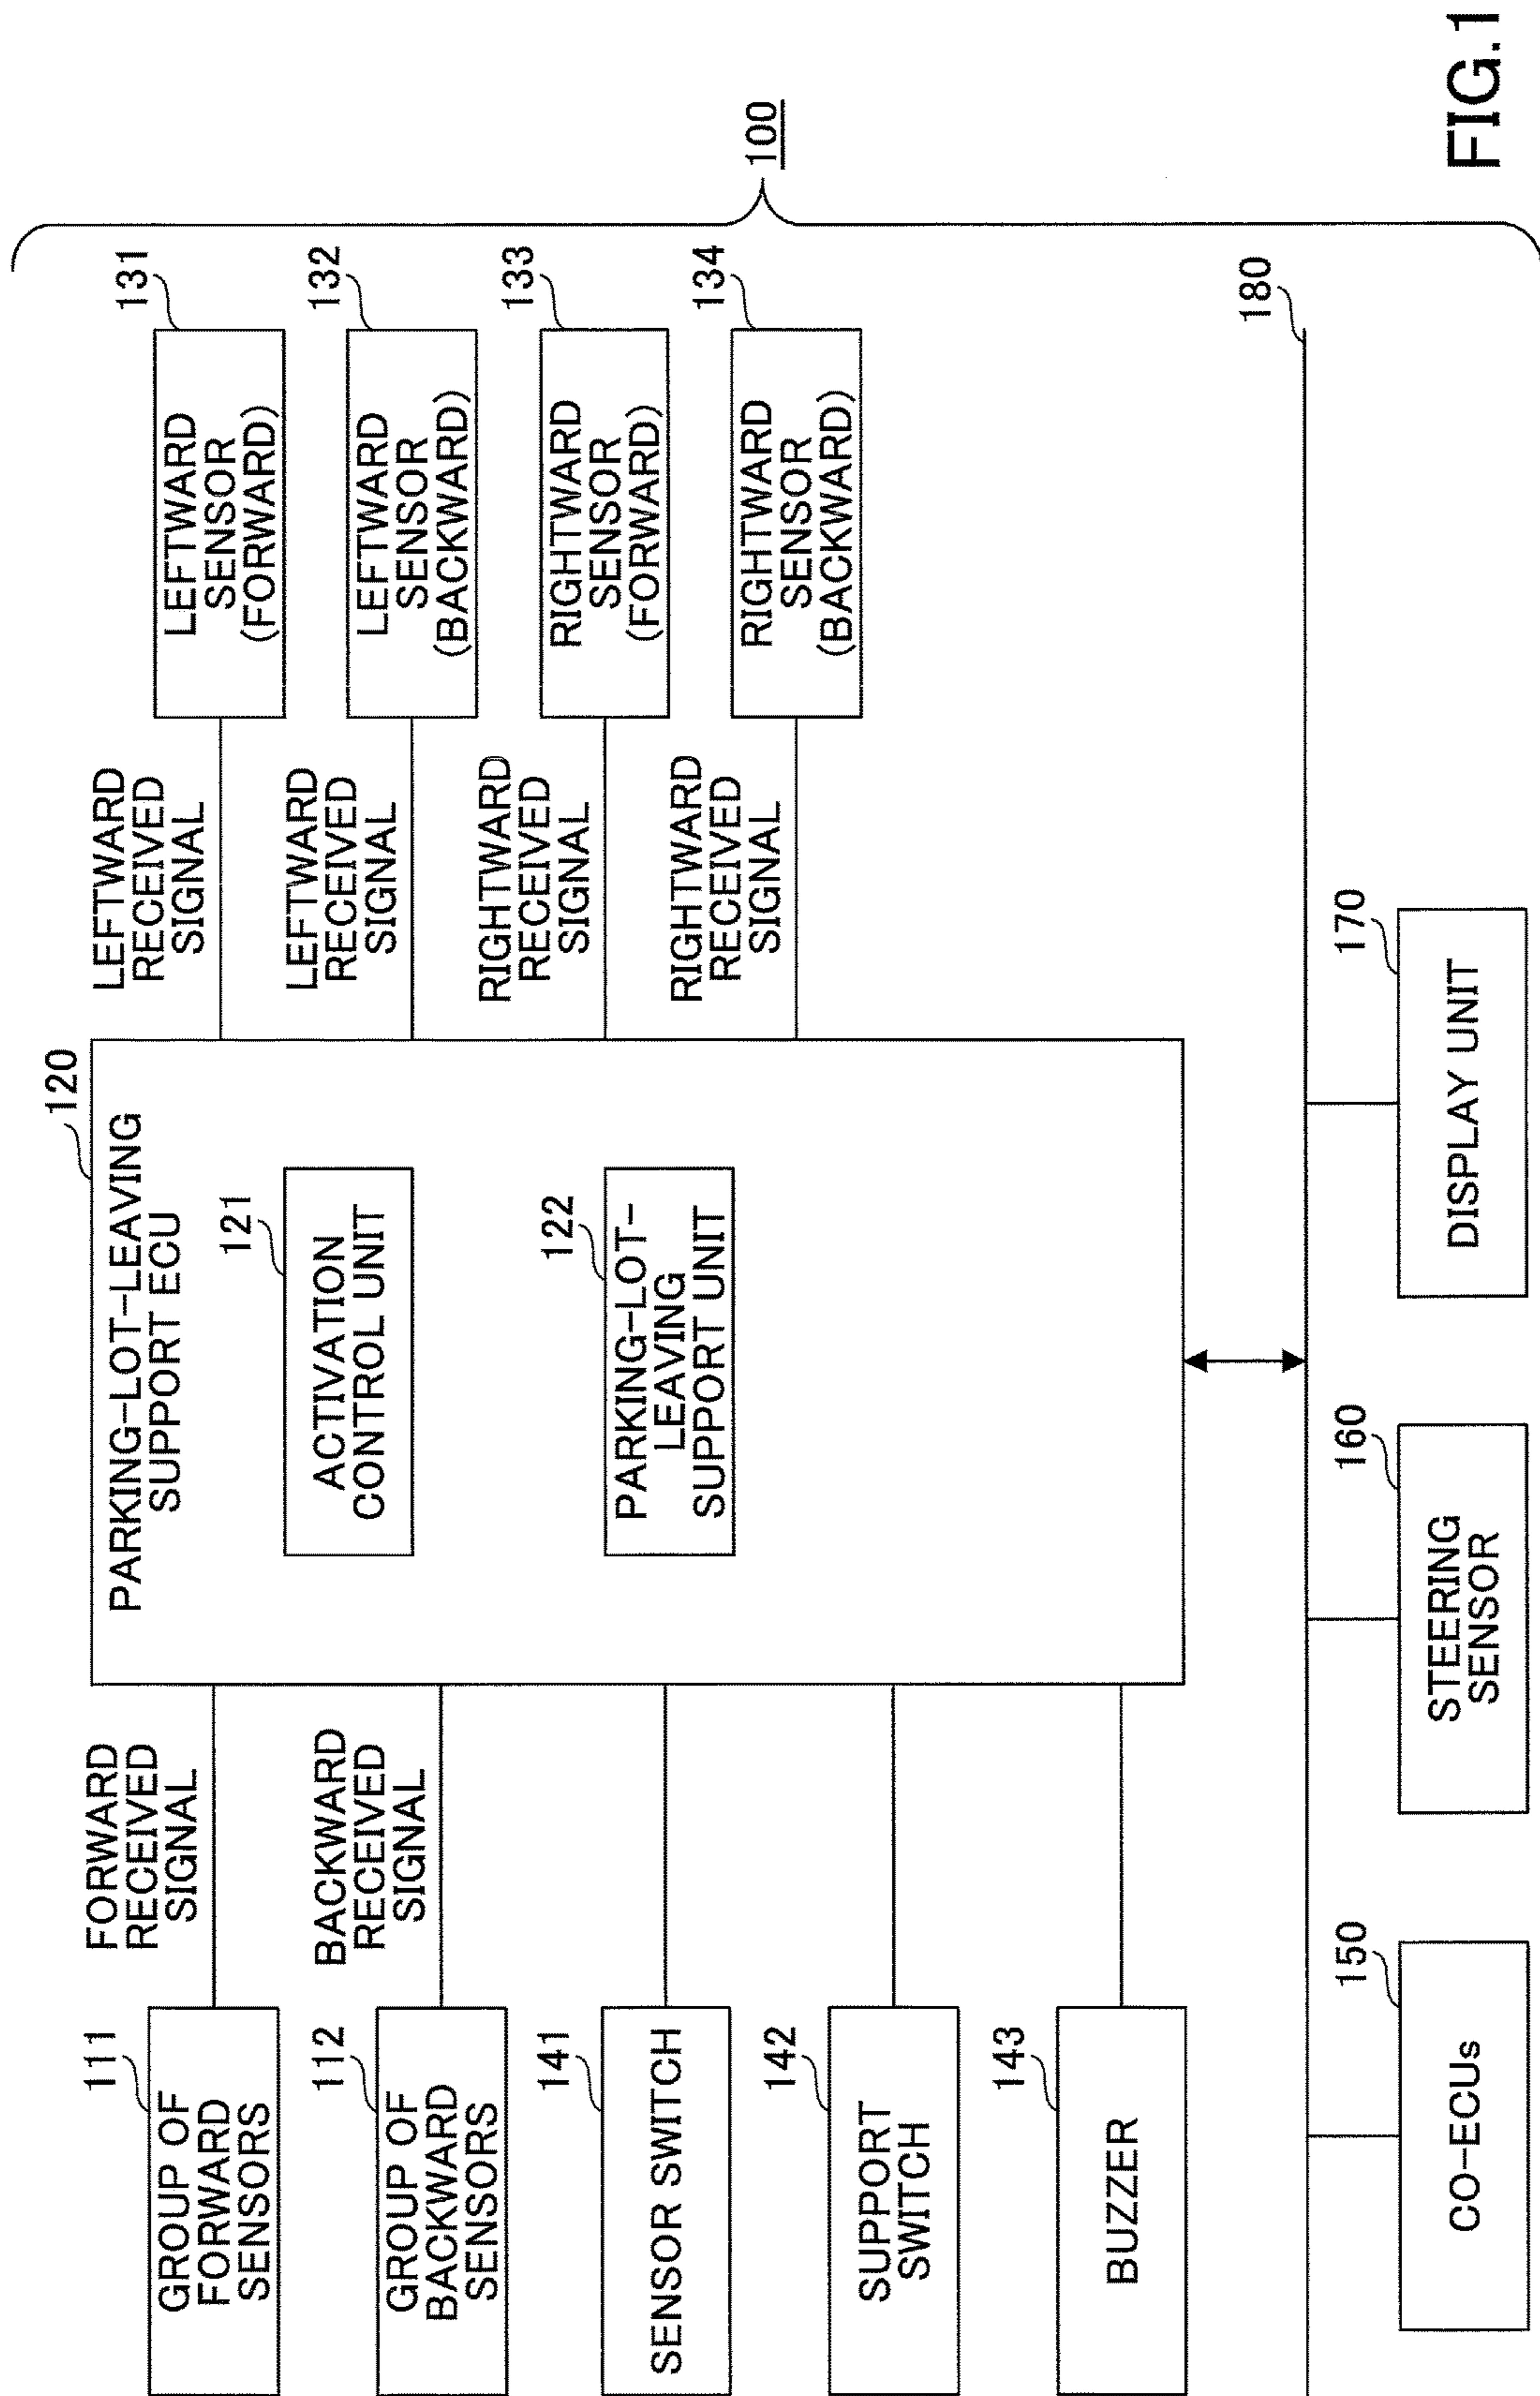 100
120
PARKING-LOT-LEAVING
SUPPORT ECU
121
ACTIVATION
CONTROL UNIT
122
PARKING-LOT-
LEAVING
SUPPORT UNIT
111
GROUP OF
FORWARD
SENSORS
FORWARD
RECEIVED
SIGNAL
112
GROUP OF
BACKWARD
SENSORS
BACKWARD
RECEIVED
SIGNAL
141
SENSOR SWITCH
142
SUPPORT
SWITCH
143
BUZZER
LEFTWARD
RECEIVED
SIGNAL
131
LEFTWARD
SENSOR
(FORWARD)
LEFTWARD
RECEIVED
SIGNAL
132
LEFTWARD
SENSOR
(BACKWARD)
RIGHTWARD
RECEIVED
SIGNAL
133
RIGHTWARD
SENSOR
(FORWARD)
RIGHTWARD
RECEIVED
SIGNAL
134
RIGHTWARD
SENSOR
(BACKWARD)
180
150
CO-ECUs
160
STEERING
SENSOR
170
DISPLAY UNIT
FIG.1